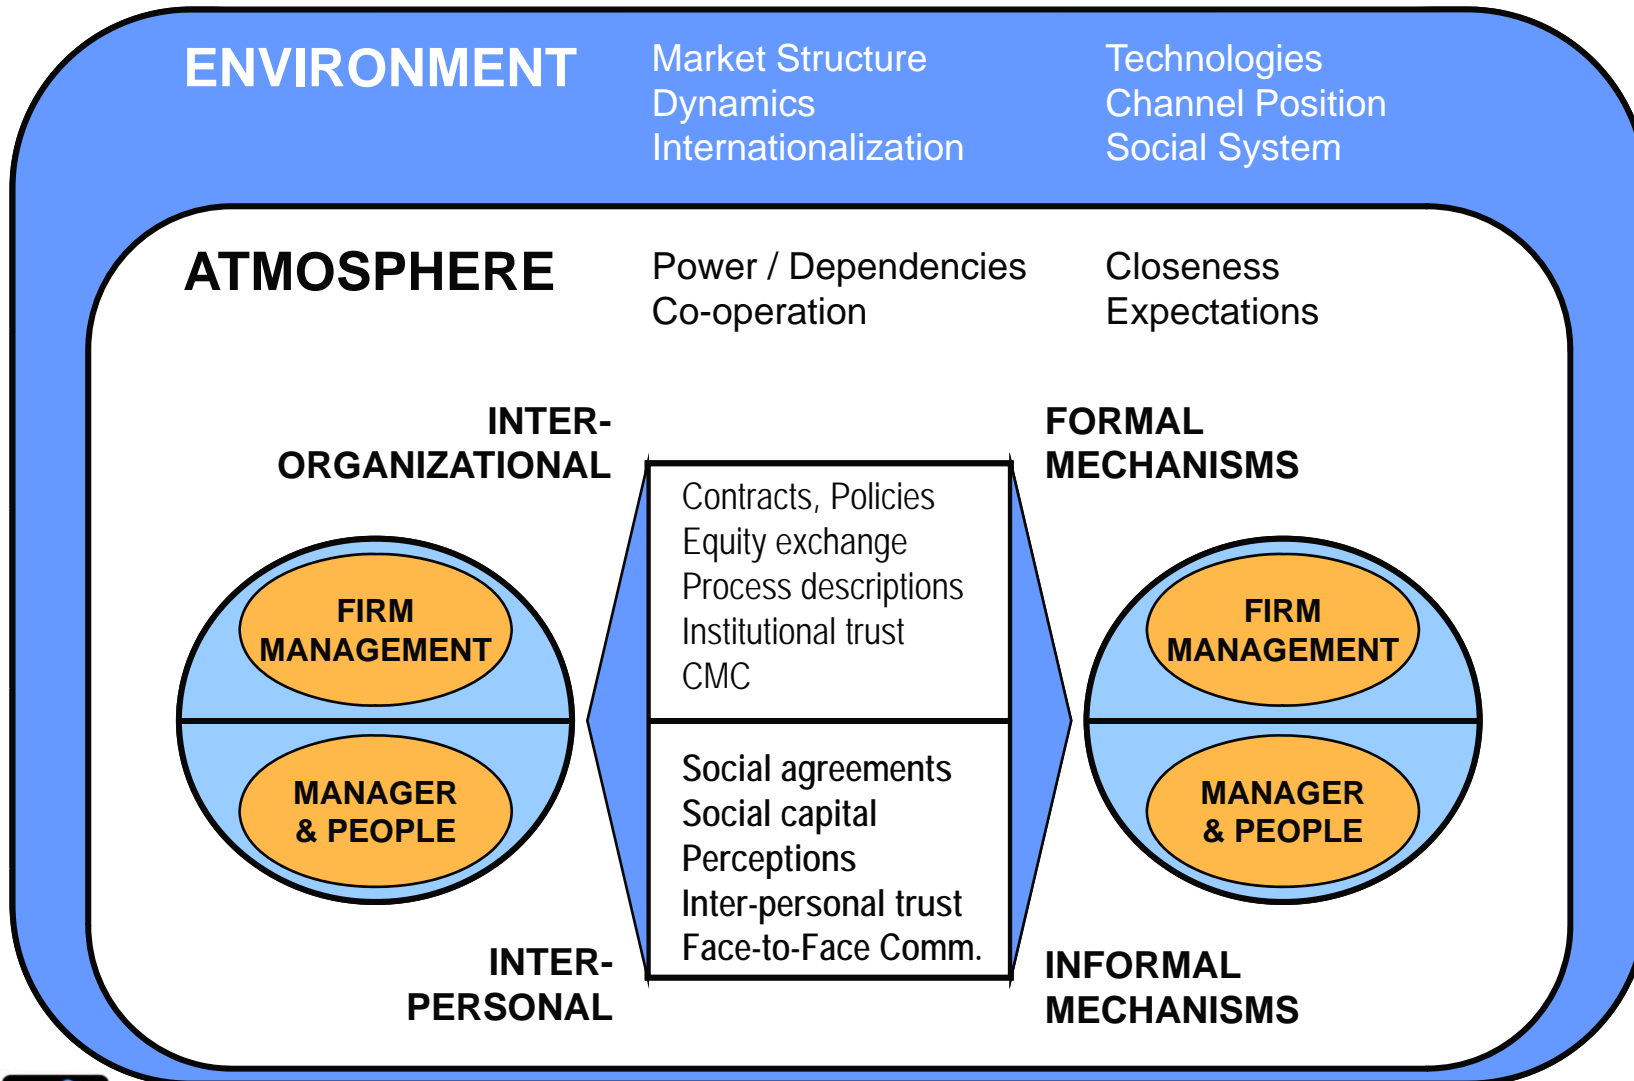 ENVIRONMENT
Market Structure
Dynamics
Internationalization
Technologies
Channel Position
Social System
ATMOSPHERE
Power / Dependencies
Co-operation
Closeness
Expectations
INTER-
ORGANIZATIONAL
FORMAL
MECHANISMS
Contracts, Policies
Equity exchange
Process descriptions
Institutional trust
CMC
FIRM
MANAGEMENT
FIRM
MANAGEMENT
MANAGER
& PEOPLE
Social agreements
Social capital
Perceptions
Inter-personal trust
Face-to-Face Comm.
MANAGER
& PEOPLE
INTER-
PERSONAL
INFORMAL
MECHANISMS